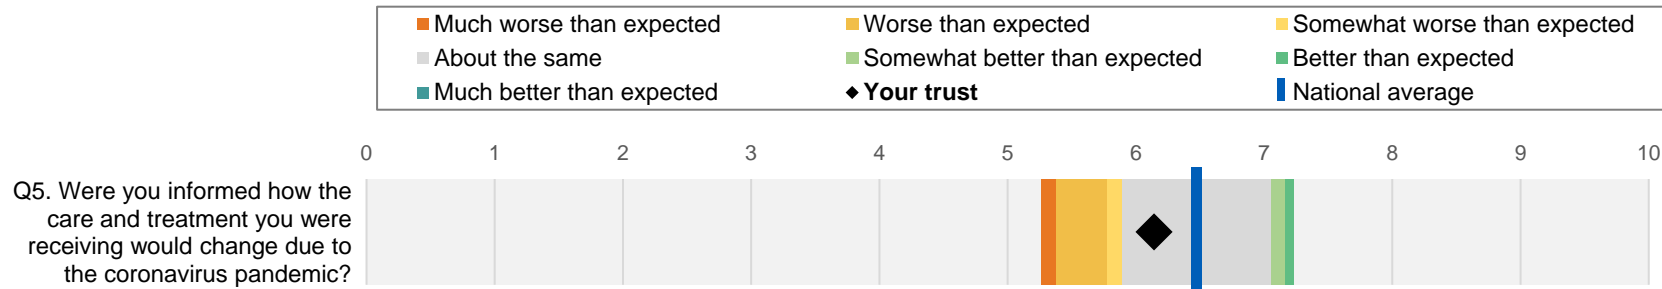 Much worse than expected
Worse than expected
Somewhat worse than expected
About the same
Somewhat better than expected
Better than expected
Much better than expected
Your trust
National average
0 1 2 3 4 5 6 7 8 9 10
Q5. Were you informed how the
care and treatment you were
receiving would change due to
the coronavirus pandemic?